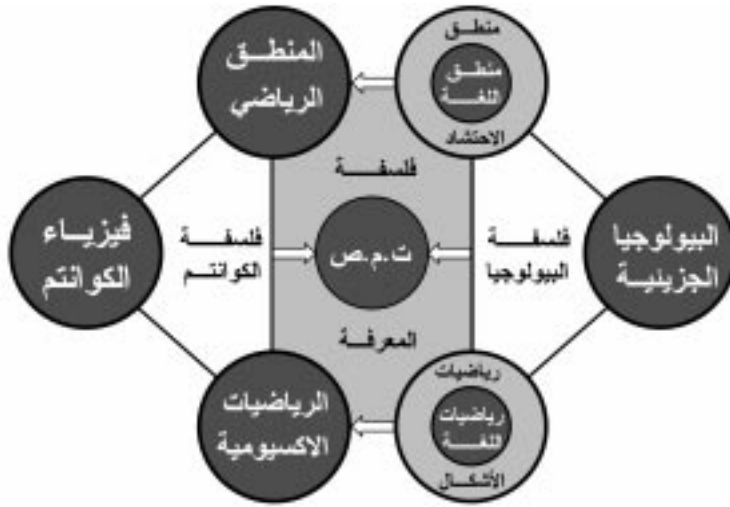 منطق
منطق
اللغة
الاحتشاد
المنطق
الرياضي
فلسفة
البيولوجيا
الجزيئية
فلسفة
البيولوجيا
ت.م.ص
فلسفة
الكوانتم
فيزياء
الكوانتم
المعرفة
رياضيات
رياضيات
اللغة
الأشكال
الرياضيات
الاكسيومية